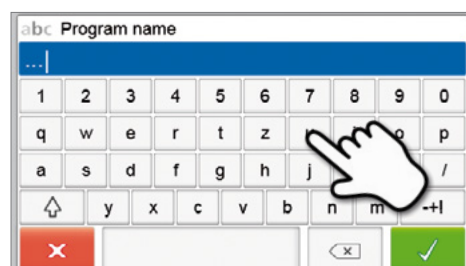 abc Program name
...
1 2 3 4 5 6 7 8 9 0
q w e r t z o p
a s d f g h j /
y x c v b n m -+!